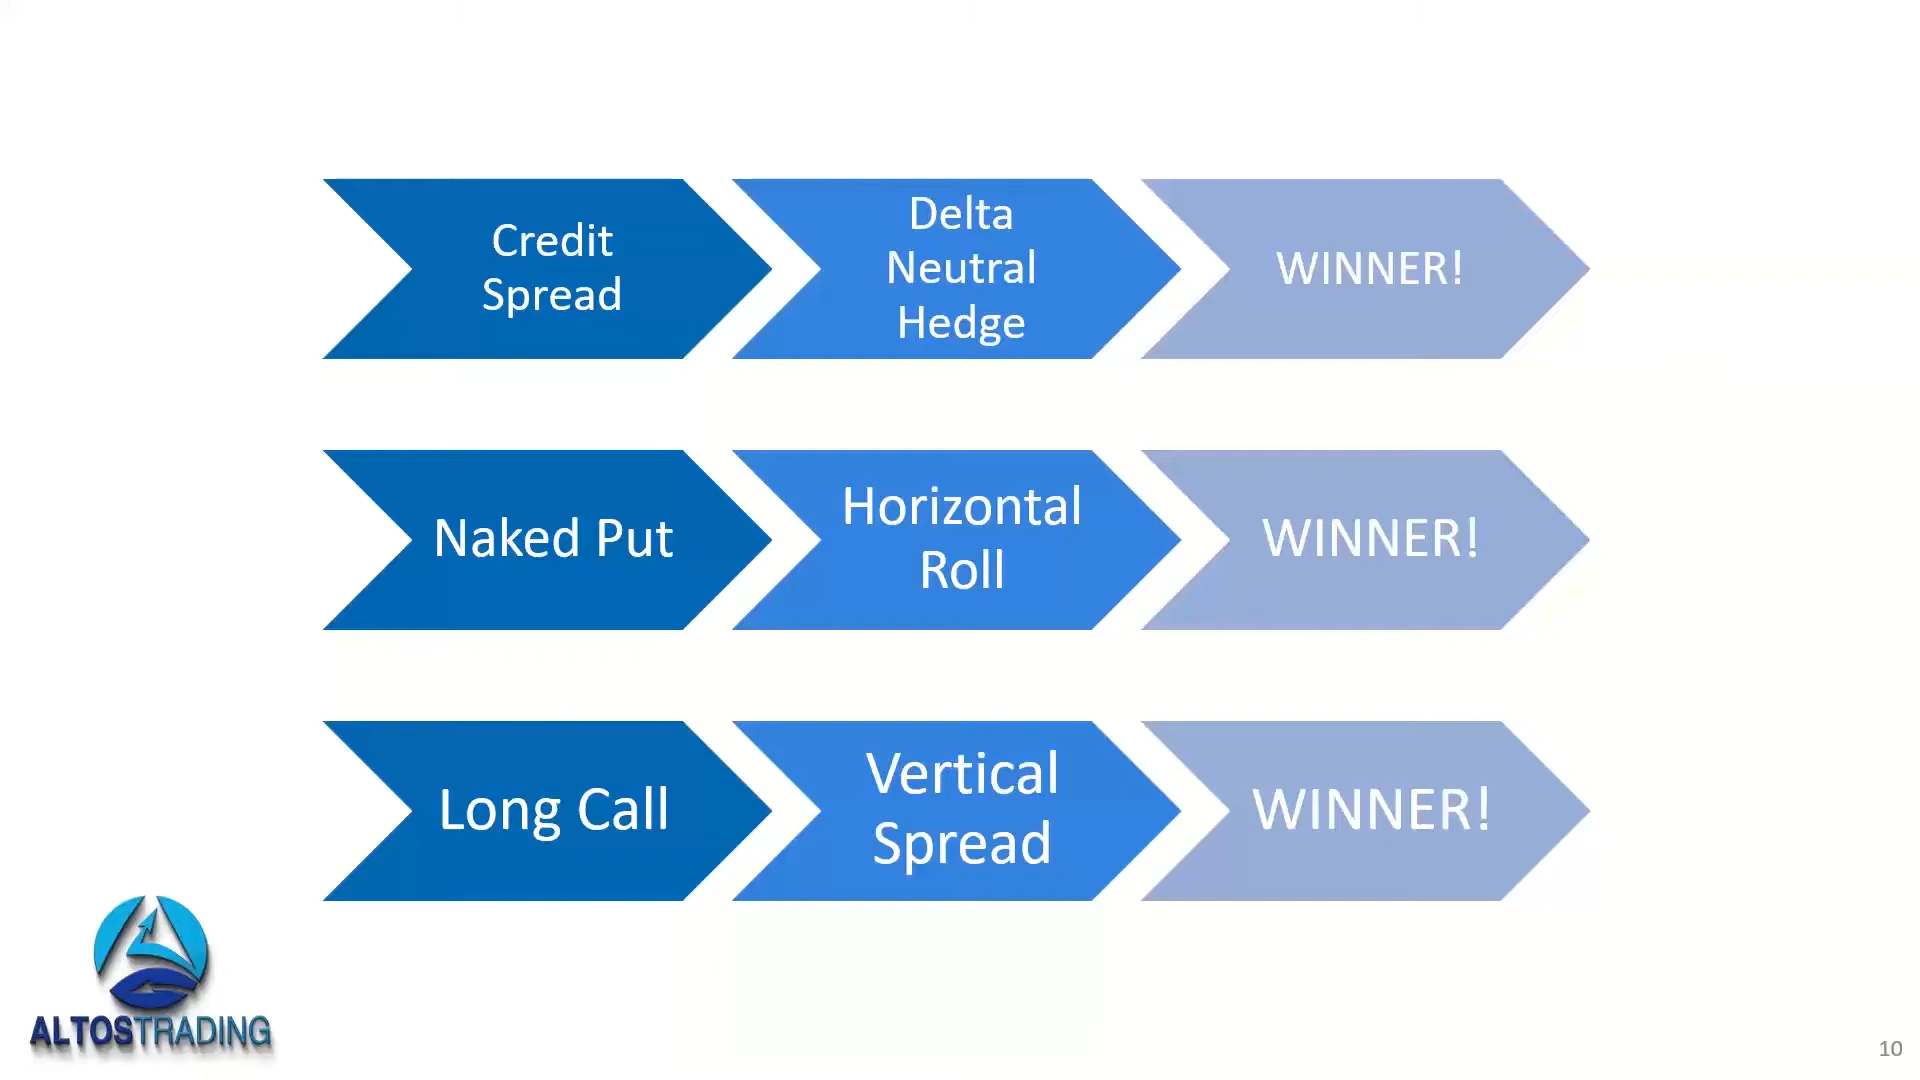 Credit
Spread
Delta
Neutral
Hedge
WINNER!
Naked Put
Horizontal
Roll
WINNER!
Long Call
Vertical
Spread
WINNER!
ALTOSTRADING
10